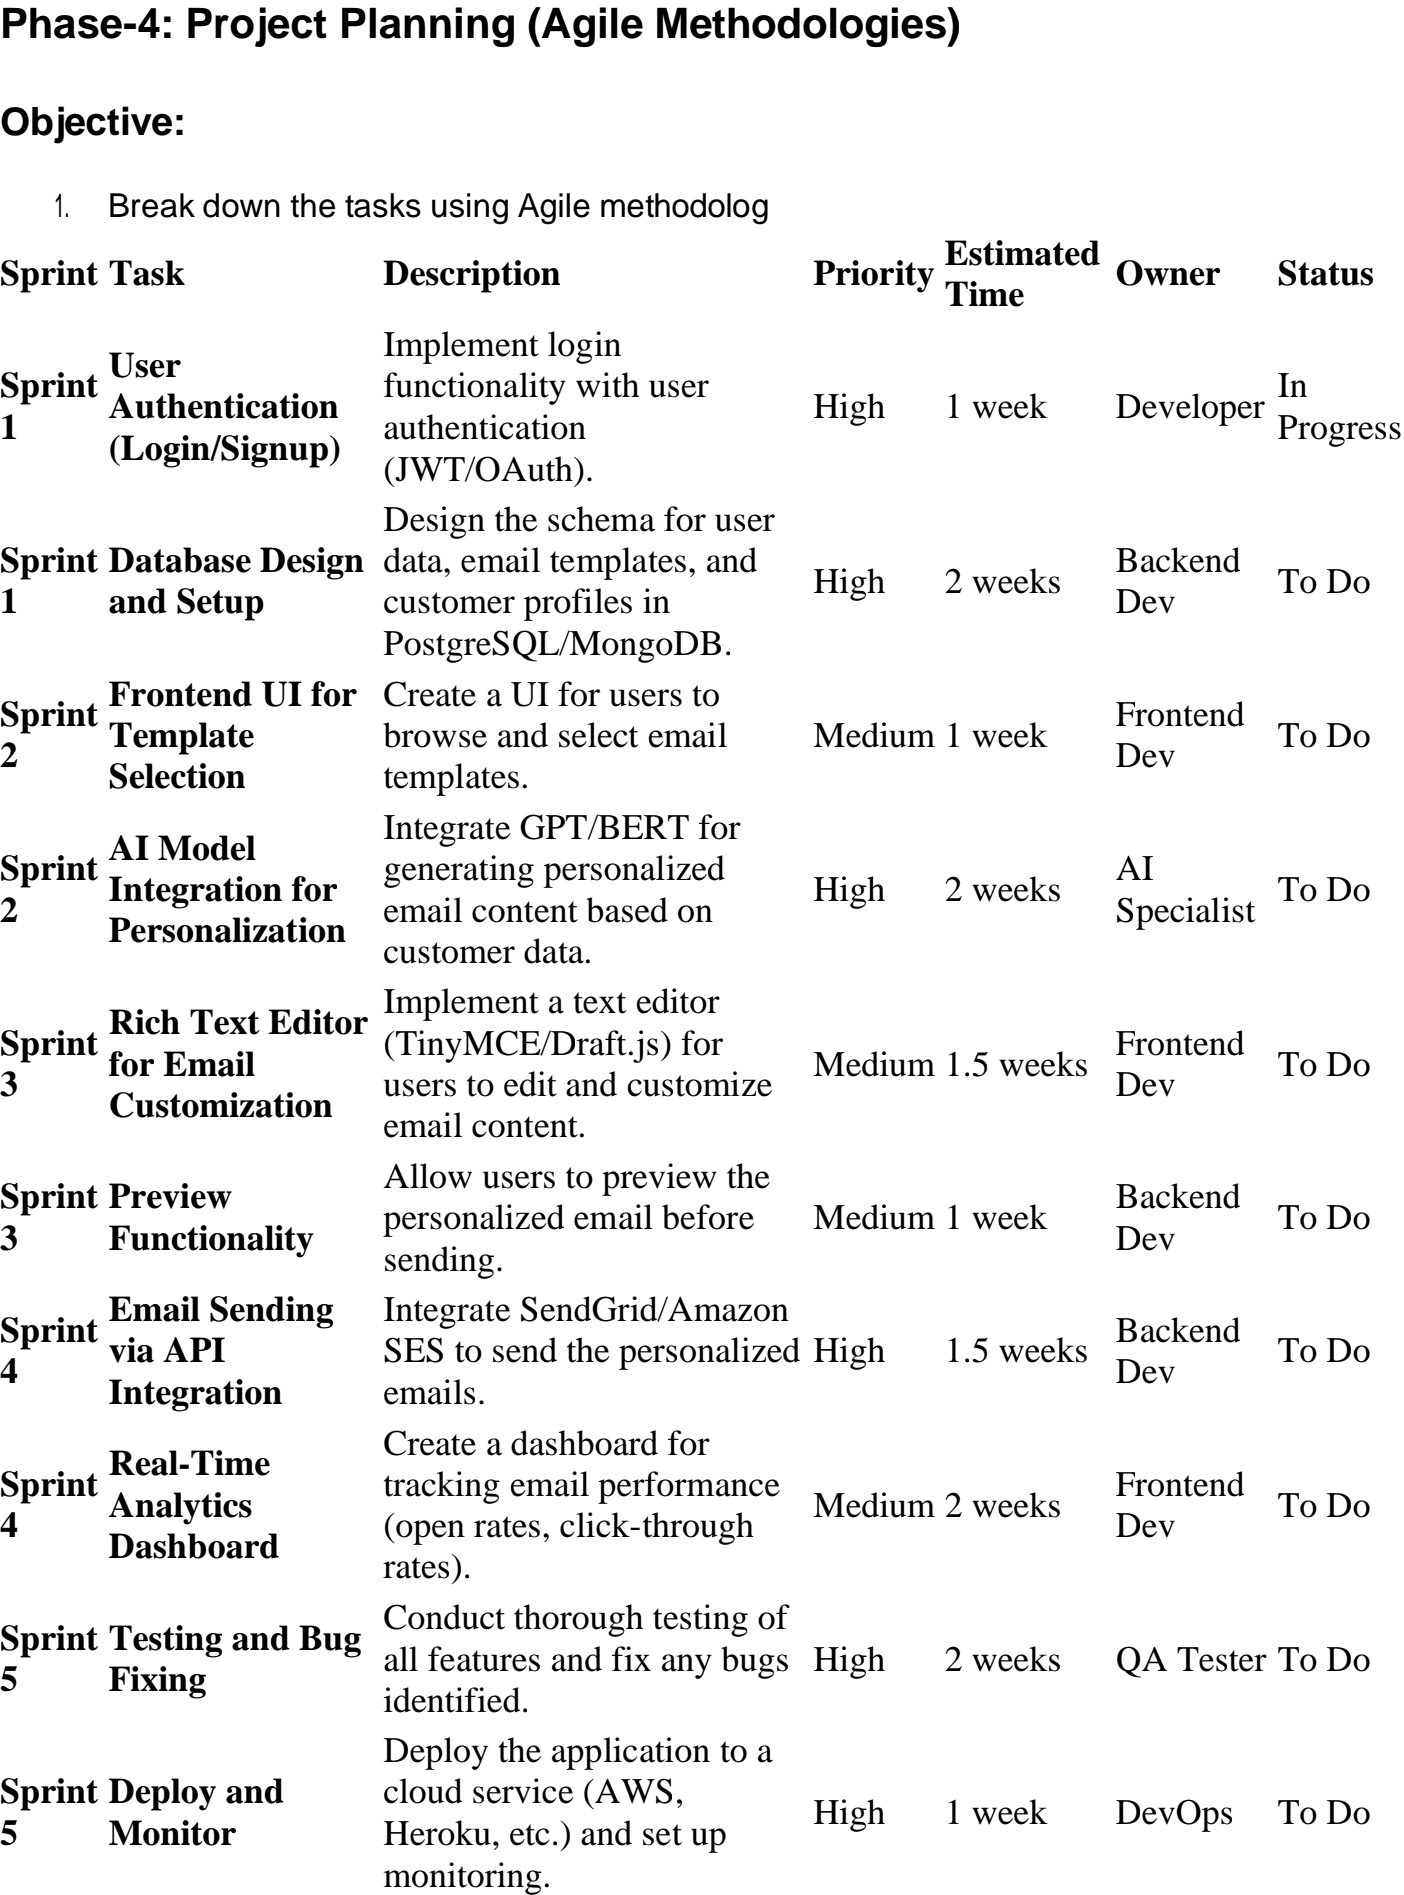 Phase-4: Project Planning (Agile Methodologies)
Objective:
1. Break down the tasks using Agile methodolog
Sprint Task Description Priority Estimated Time Owner Status
Sprint 1 User Authentication (Login/Signup) Implement login functionality with user authentication (JWT/OAuth). High 1 week Developer In Progress
Sprint 1 Database Design and Setup Design the schema for user data, email templates, and customer profiles in PostgreSQL/MongoDB. High 2 weeks Backend Dev To Do
Sprint 2 Frontend UI for Template Selection Create a UI for users to browse and select email templates. Medium 1 week Frontend Dev To Do
Sprint 2 AI Model Integration for Personalization Integrate GPT/BERT for generating personalized email content based on customer data. High 2 weeks AI Specialist To Do
Sprint 3 Rich Text Editor for Email Customization Implement a text editor (TinyMCE/Draft.js) for users to edit and customize email content. Medium 1.5 weeks Frontend Dev To Do
Sprint 3 Preview Functionality Allow users to preview the personalized email before sending. Medium 1 week Backend Dev To Do
Sprint 4 Email Sending via API Integration Integrate SendGrid/Amazon SES to send the personalized emails. High 1.5 weeks Backend Dev To Do
Sprint 4 Real-Time Analytics Dashboard Create a dashboard for tracking email performance (open rates, click-through rates). Medium 2 weeks Frontend Dev To Do
Sprint 5 Testing and Bug Fixing Conduct thorough testing of all features and fix any bugs identified. High 2 weeks QA Tester To Do
Sprint 5 Deploy and Monitor Deploy the application to a cloud service (AWS, Heroku, etc.) and set up monitoring. High 1 week DevOps To Do